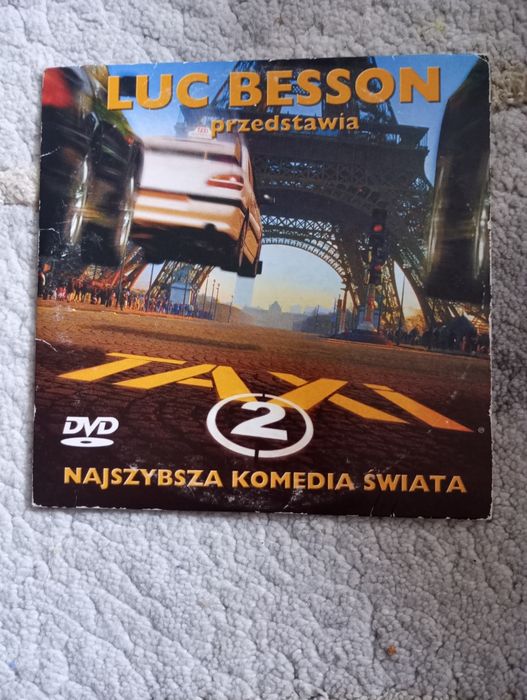 LUC BESSON
przedstawia
TAXi
2
DVD
NAJSZYBSZA KOMEDIA ŚWIATA